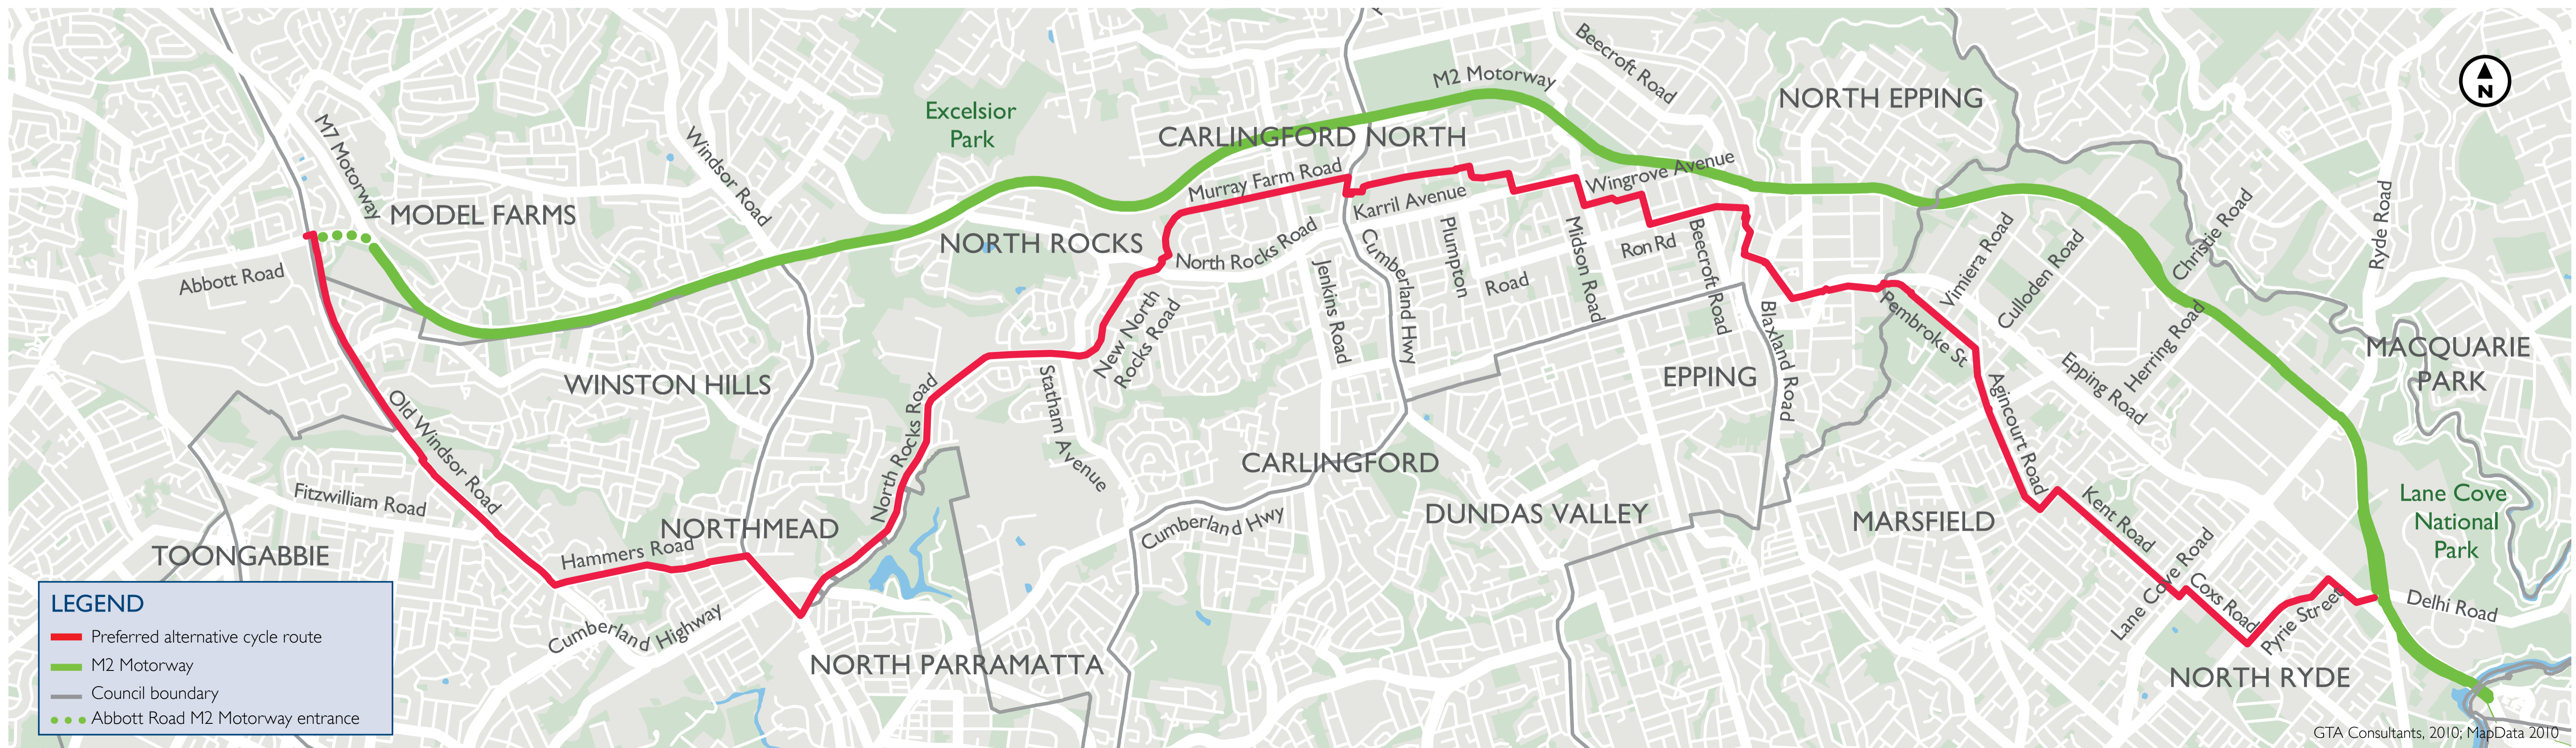 Beecroft Road
M2 Motorway
NORTH EPPING
N
Excelsior
Park
CARLINGFORD NORTH
M7 Motorway
Windsor Road
Murray Farm Road
Wingrove Avenue
MODEL FARMS
Karril Avenue
NORTH ROCKS
North Rocks Road
Abbott Road
Jenkins Road
Cumberland Hwy
Plumpton
Road
Midson Road
Ron Rd
Beecroft Road
Blaxland Road
Pembroke St
Vimiera Road
Culloden Road
Christie Road
Ryde Road
Herring Road
Epping Road
MACQUARIE
PARK
New North
Rocks Road
WINSTON HILLS
EPPING
Old Windsor Road
North Rocks Road
Statham Avenue
Agincourt Road
CARLINGFORD
Fitzwilliam Road
DUNDAS VALLEY
MARSFIELD
Kent Road
Lane Cove
National
Park
NORTHMEAD
Cumberland Hwy
TOONGABBIE
Hammers Road
Lane Cove Road
Coxs Road
Pyrie Street
Delhi Road
Cumberland Highway
NORTH PARRAMATTA
NORTH RYDE
LEGEND
Preferred alternative cycle route
M2 Motorway
Council boundary
Abbott Road M2 Motorway entrance
GTA Consultants, 2010; MapData 2010